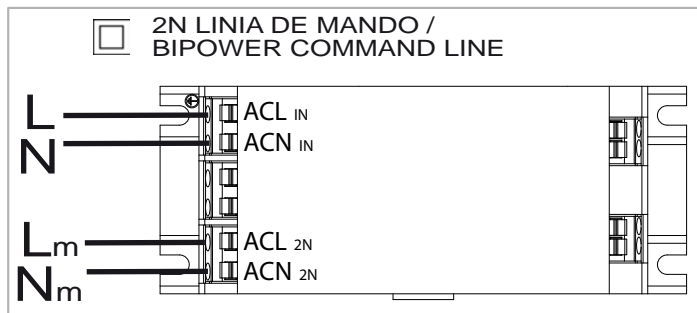 2N LINIA DE MANDO /
BIPOWER COMMAND LINE
L ACL IN
N ACN IN
Lm ACL 2N
Nm ACN 2N